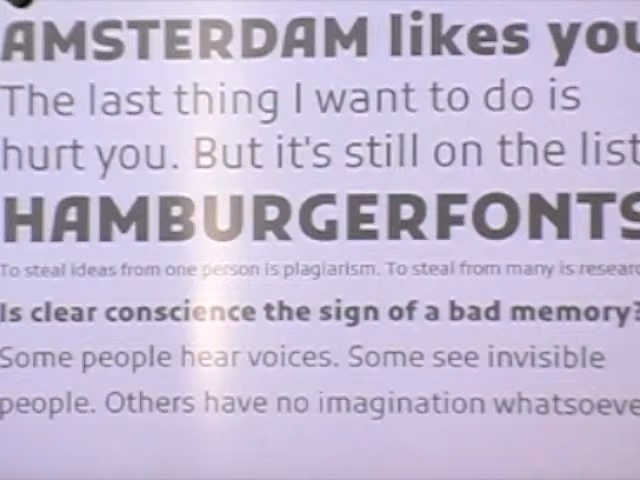 AMSTERDAM likes you
The last thing I want to do is
hurt you. But it's still on the list
HAMBURGERFONTS
To steal ideas from one person is plagiarism. To steal from many is researc
Is clear conscience the sign of a bad memory?
Some people hear voices. Some see invisible
people. Others have no imagination whatsoeve